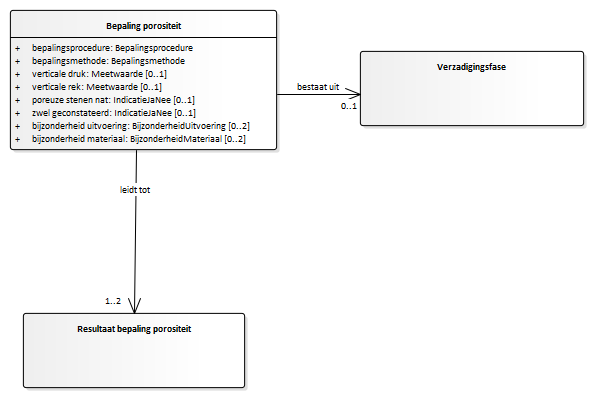 Bepaling porositeit
+ bepalingsprocedure: Bepalingsprocedure
+ bepalingsmethode: Bepalingsmethode
+ verticale druk: Meetwaarde [0..1]
+ verticale rek: Meetwaarde [0..1]
+ poreuze stenen nat: IndicatieJaNee [0..1]
+ zwel geconstateerd: IndicatieJaNee [0..1]
+ bijzonderheid uitvoering: BijzonderheidUitvoering [0..2]
+ bijzonderheid materiaal: BijzonderheidMateriaal [0..2]
bestaat uit
0..1
Verzadigingsfase
leidt tot
1..2
Resultaat bepaling porositeit